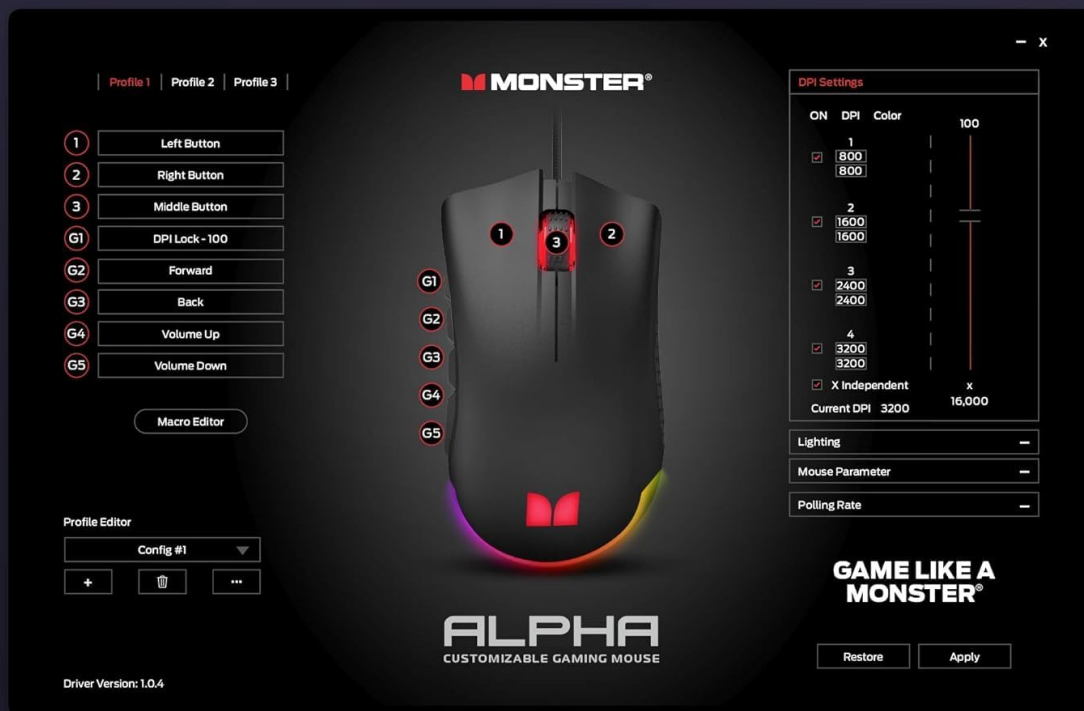 – X
Profile 1 Profile 2 Profile 3
MONSTER®
1 Left Button
2 Right Button
3 Middle Button
G1 DPI Lock - 100
G2 Forward
G3 Back
G4 Volume Up
G5 Volume Down
Macro Editor
Profile Editor
Config #1
+ ...
Driver Version: 1.0.4
1
3
2
G1
G2
G3
G4
G5
ALPHA
CUSTOMIZABLE GAMING MOUSE
DPI Settings
ON DPI Color
100
1
800
800
2
1600
1600
3
2400
2400
4
3200
3200
X Independent
x
16,000
Current DPI 3200
Lighting –
Mouse Parameter –
Polling Rate –
GAME LIKE A
MONSTER®
Restore Apply